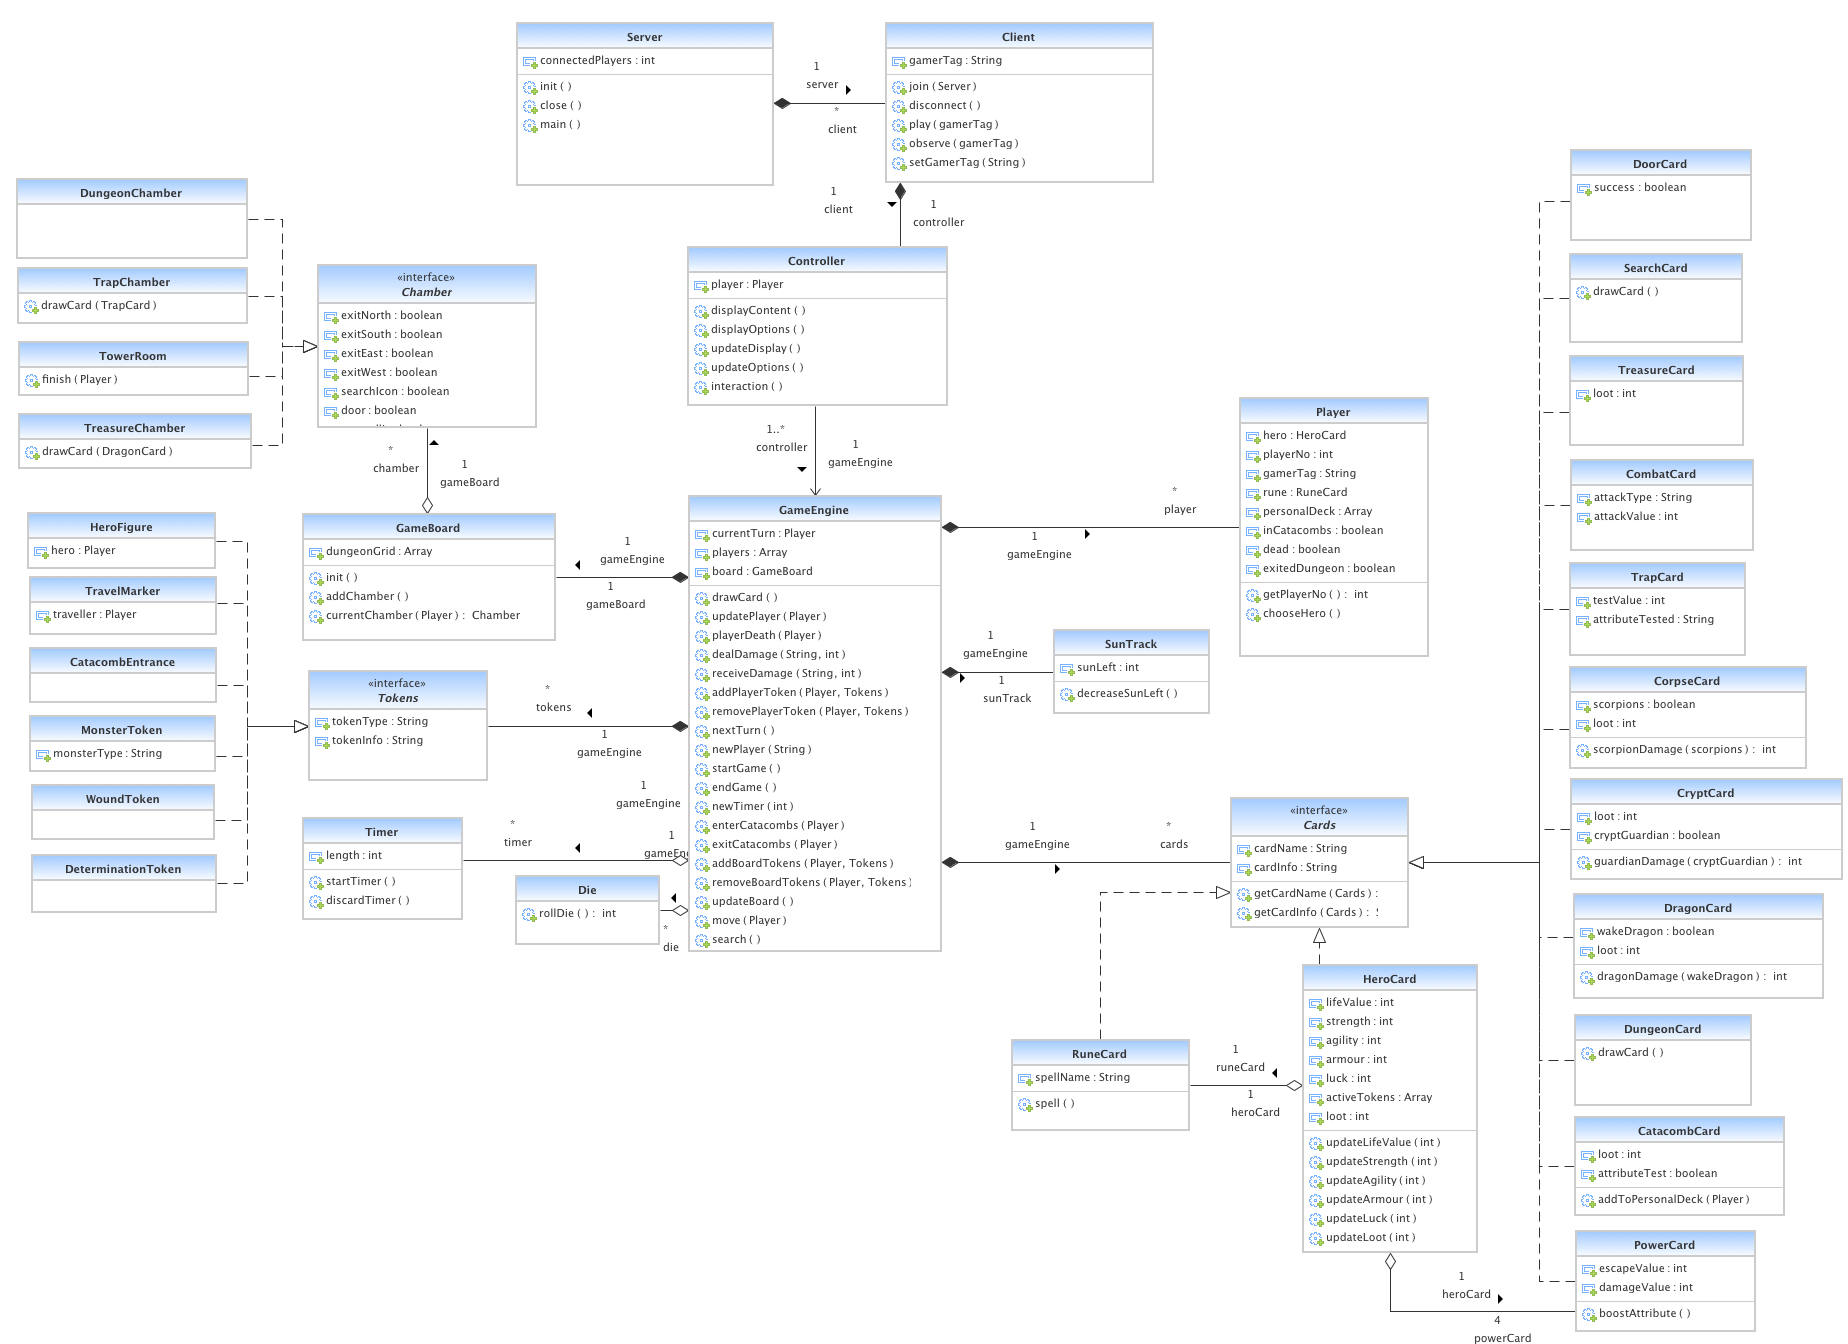 Server
connectedPlayers : int
init ( )
close ( )
main ( )
1
server
*
client
Client
gamerTag : String
join ( Server )
disconnect ( )
play ( gamerTag )
observe ( gamerTag )
setGamerTag ( String )
1
client
1
controller
Controller
player : Player
displayContent ( )
displayOptions ( )
updateDisplay ( )
updateOptions ( )
interaction ( )
1..*
controller
1
gameEngine
DungeonChamber
TrapChamber
drawCard ( TrapCard )
TowerRoom
finish ( Player )
TreasureChamber
drawCard ( DragonCard )
«interface»
Chamber
exitNorth : boolean
exitSouth : boolean
exitEast : boolean
exitWest : boolean
searchIcon : boolean
door : boolean
*
chamber
1
gameBoard
GameBoard
dungeonGrid : Array
init ( )
addChamber ( )
currentChamber ( Player ) : Chamber
1
gameEngine
1
gameBoard
HeroFigure
hero : Player
TravelMarker
traveller : Player
CatacombEntrance
MonsterToken
monsterType : String
WoundToken
DeterminationToken
«interface»
Tokens
tokenType : String
tokenInfo : String
*
tokens
1
gameEngine
Timer
length : int
startTimer ( )
discardTimer ( )
*
timer
1
gameEngine
Die
rollDie ( ) : int
1
*
die
GameEngine
currentTurn : Player
players : Array
board : GameBoard
drawCard ( )
updatePlayer ( Player )
playerDeath ( Player )
dealDamage ( String, int )
receiveDamage ( String, int )
addPlayerToken ( Player, Tokens )
removePlayerToken ( Player, Tokens )
nextTurn ( )
newPlayer ( String )
startGame ( )
endGame ( )
newTimer ( int )
enterCatacombs ( Player )
exitCatacombs ( Player )
addBoardTokens ( Player, Tokens )
removeBoardTokens ( Player, Tokens )
updateBoard ( )
move ( Player )
search ( )
*
player
1
gameEngine
Player
hero : HeroCard
playerNo : int
gamerTag : String
rune : RuneCard
personalDeck : Array
inCatacombs : boolean
dead : boolean
exitedDungeon : boolean
getPlayerNo ( ) : int
chooseHero ( )
1
gameEngine
1
sunTrack
SunTrack
sunLeft : int
decreaseSunLeft ( )
1
gameEngine
*
cards
«interface»
Cards
cardName : String
cardInfo : String
getCardName ( Cards ) :
getCardInfo ( Cards ) :
RuneCard
spellName : String
spell ( )
1
runeCard
1
heroCard
HeroCard
lifeValue : int
strength : int
agility : int
armour : int
luck : int
activeTokens : Array
loot : int
updateLifeValue ( int )
updateStrength ( int )
updateAgility ( int )
updateArmour ( int )
updateLuck ( int )
updateLoot ( int )
1
heroCard
4
powerCard
DoorCard
success : boolean
SearchCard
drawCard ( )
TreasureCard
loot : int
CombatCard
attackType : String
attackValue : int
TrapCard
testValue : int
attributeTested : String
CorpseCard
scorpions : boolean
loot : int
scorpionDamage ( scorpions ) : int
CryptCard
loot : int
cryptGuardian : boolean
guardianDamage ( cryptGuardian ) : int
DragonCard
wakeDragon : boolean
loot : int
dragonDamage ( wakeDragon ) : int
DungeonCard
drawCard ( )
CatacombCard
loot : int
attributeTest : boolean
addToPersonalDeck ( Player )
PowerCard
escapeValue : int
damageValue : int
boostAttribute ( )